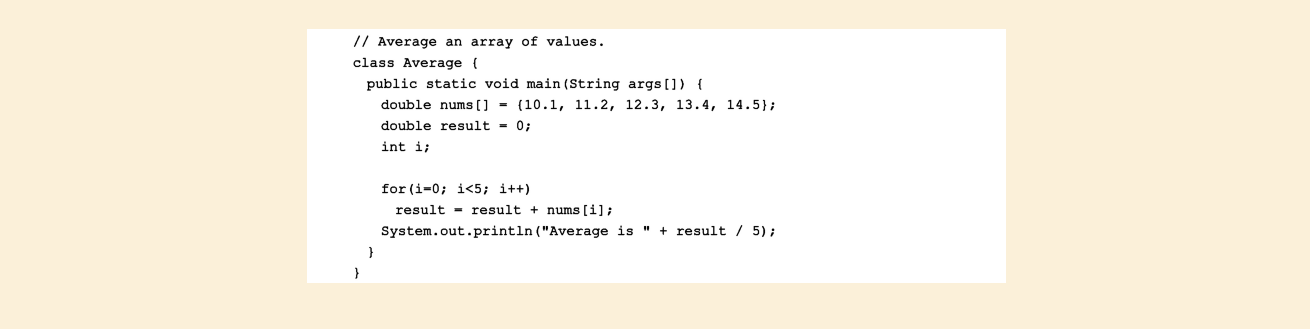 // Average an array of values.
class Average {
public static void main(String args[]) {
double nums[] = {10.1, 11.2, 12.3, 13.4, 14.5};
double result = 0;
int i;
for(i=0; i<5; i++)
result = result + nums[i];
System.out.println("Average is " + result / 5);
}
}